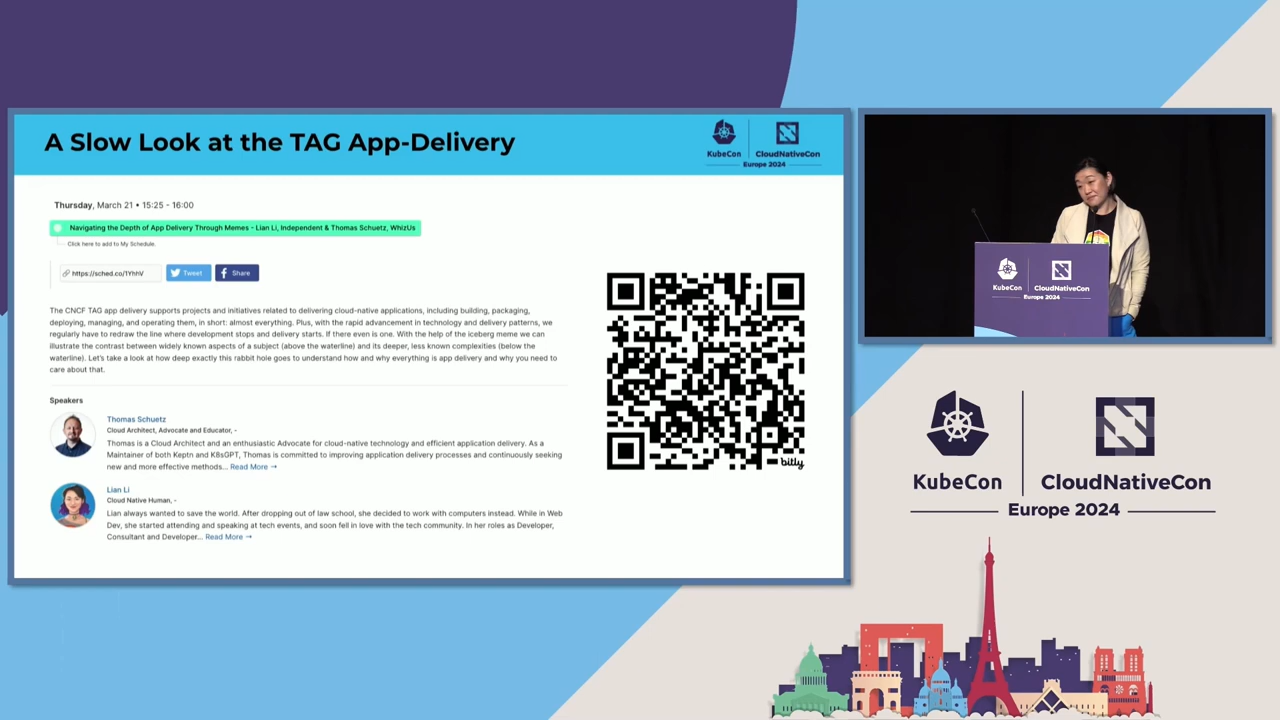 A Slow Look at the TAG App-Delivery
KubeCon
CloudNativeCon
Europe 2024
Thursday, March 21 • 15:25 - 16:00
Navigating the Depth of App Delivery Through Memes - Lian Li, Independent & Thomas Schuetz, WhizUs
Click here to add to My Schedule.
https://sched.co/1YhhV
Tweet
Share
The CNCF TAG app delivery supports projects and initiatives related to delivering cloud-native applications, including building, packaging,
deploying, managing, and operating them, in short: almost everything. Plus, with the rapid advancement in technology and delivery patterns, we
regularly have to redraw the line where development stops and delivery starts. If there even is one. With the help of the iceberg meme we can
illustrate the contrast between widely known aspects of a subject (above the waterline) and its deeper, less known complexities (below the
waterline). Let's take a look at how deep exactly this rabbit hole goes to understand how and why everything is app delivery and why you need to
care about that.
Speakers
Thomas Schuetz
Cloud Architect, Advocate and Educator, -
Thomas is a Cloud Architect and an enthusiastic Advocate for cloud-native technology and efficient application delivery. As a
Maintainer of both Keptn and K8sGPT, Thomas is committed to improving application delivery processes and continuously seeking
new and more effective methods... Read More →
Lian Li
Cloud Native Human, -
Lian always wanted to save the world. After dropping out of law school, she decided to work with computers instead. While in Web
Dev, she started attending and speaking at tech events, and soon fell in love with the tech community. In her roles as Developer,
Consultant and Developer... Read More →
bitly
KubeCon
CloudNativeCon
Europe 2024
KubeCon
CloudNativeCon
Europe 2024